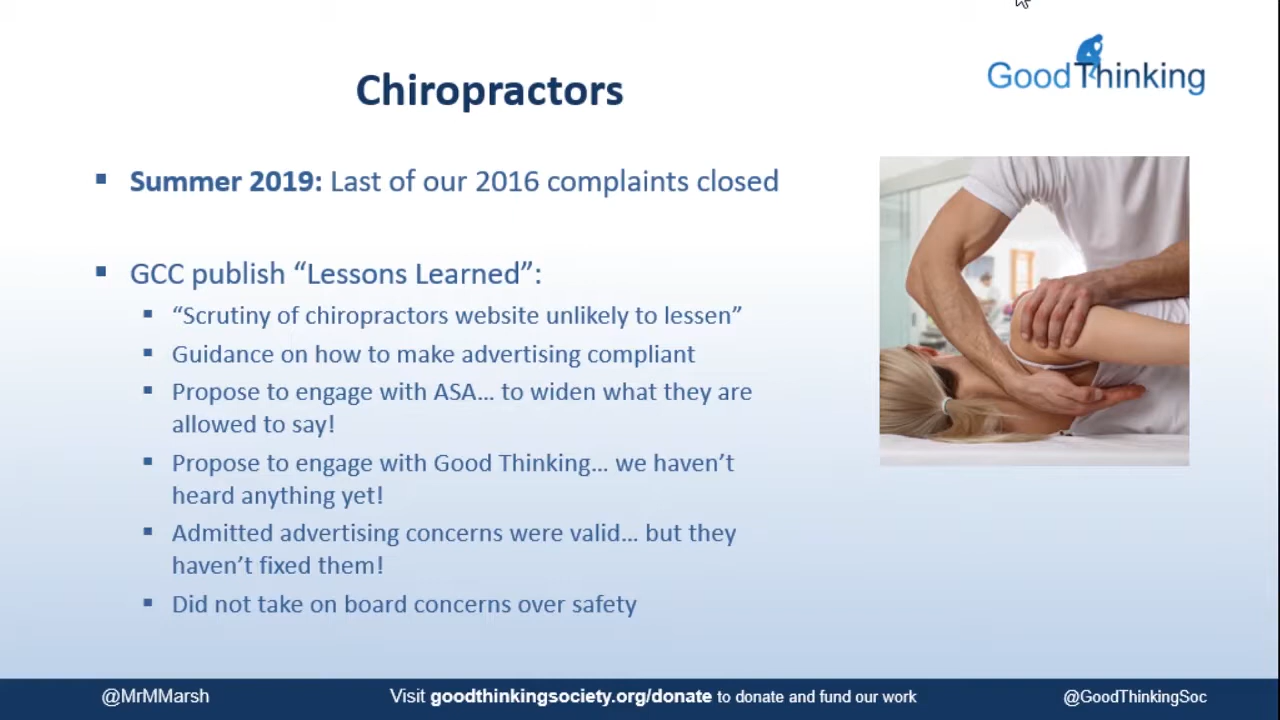 Chiropractors
GoodThinking
▪ Summer 2019: Last of our 2016 complaints closed
▪ GCC publish “Lessons Learned”:
▪ “Scrutiny of chiropractors website unlikely to lessen”
▪ Guidance on how to make advertising compliant
▪ Propose to engage with ASA… to widen what they are
allowed to say!
▪ Propose to engage with Good Thinking… we haven’t
heard anything yet!
▪ Admitted advertising concerns were valid… but they
haven’t fixed them!
▪ Did not take on board concerns over safety
@MrMMarsh
Visit goodthinkingsociety.org/donate to donate and fund our work
@GoodThinkingSoc